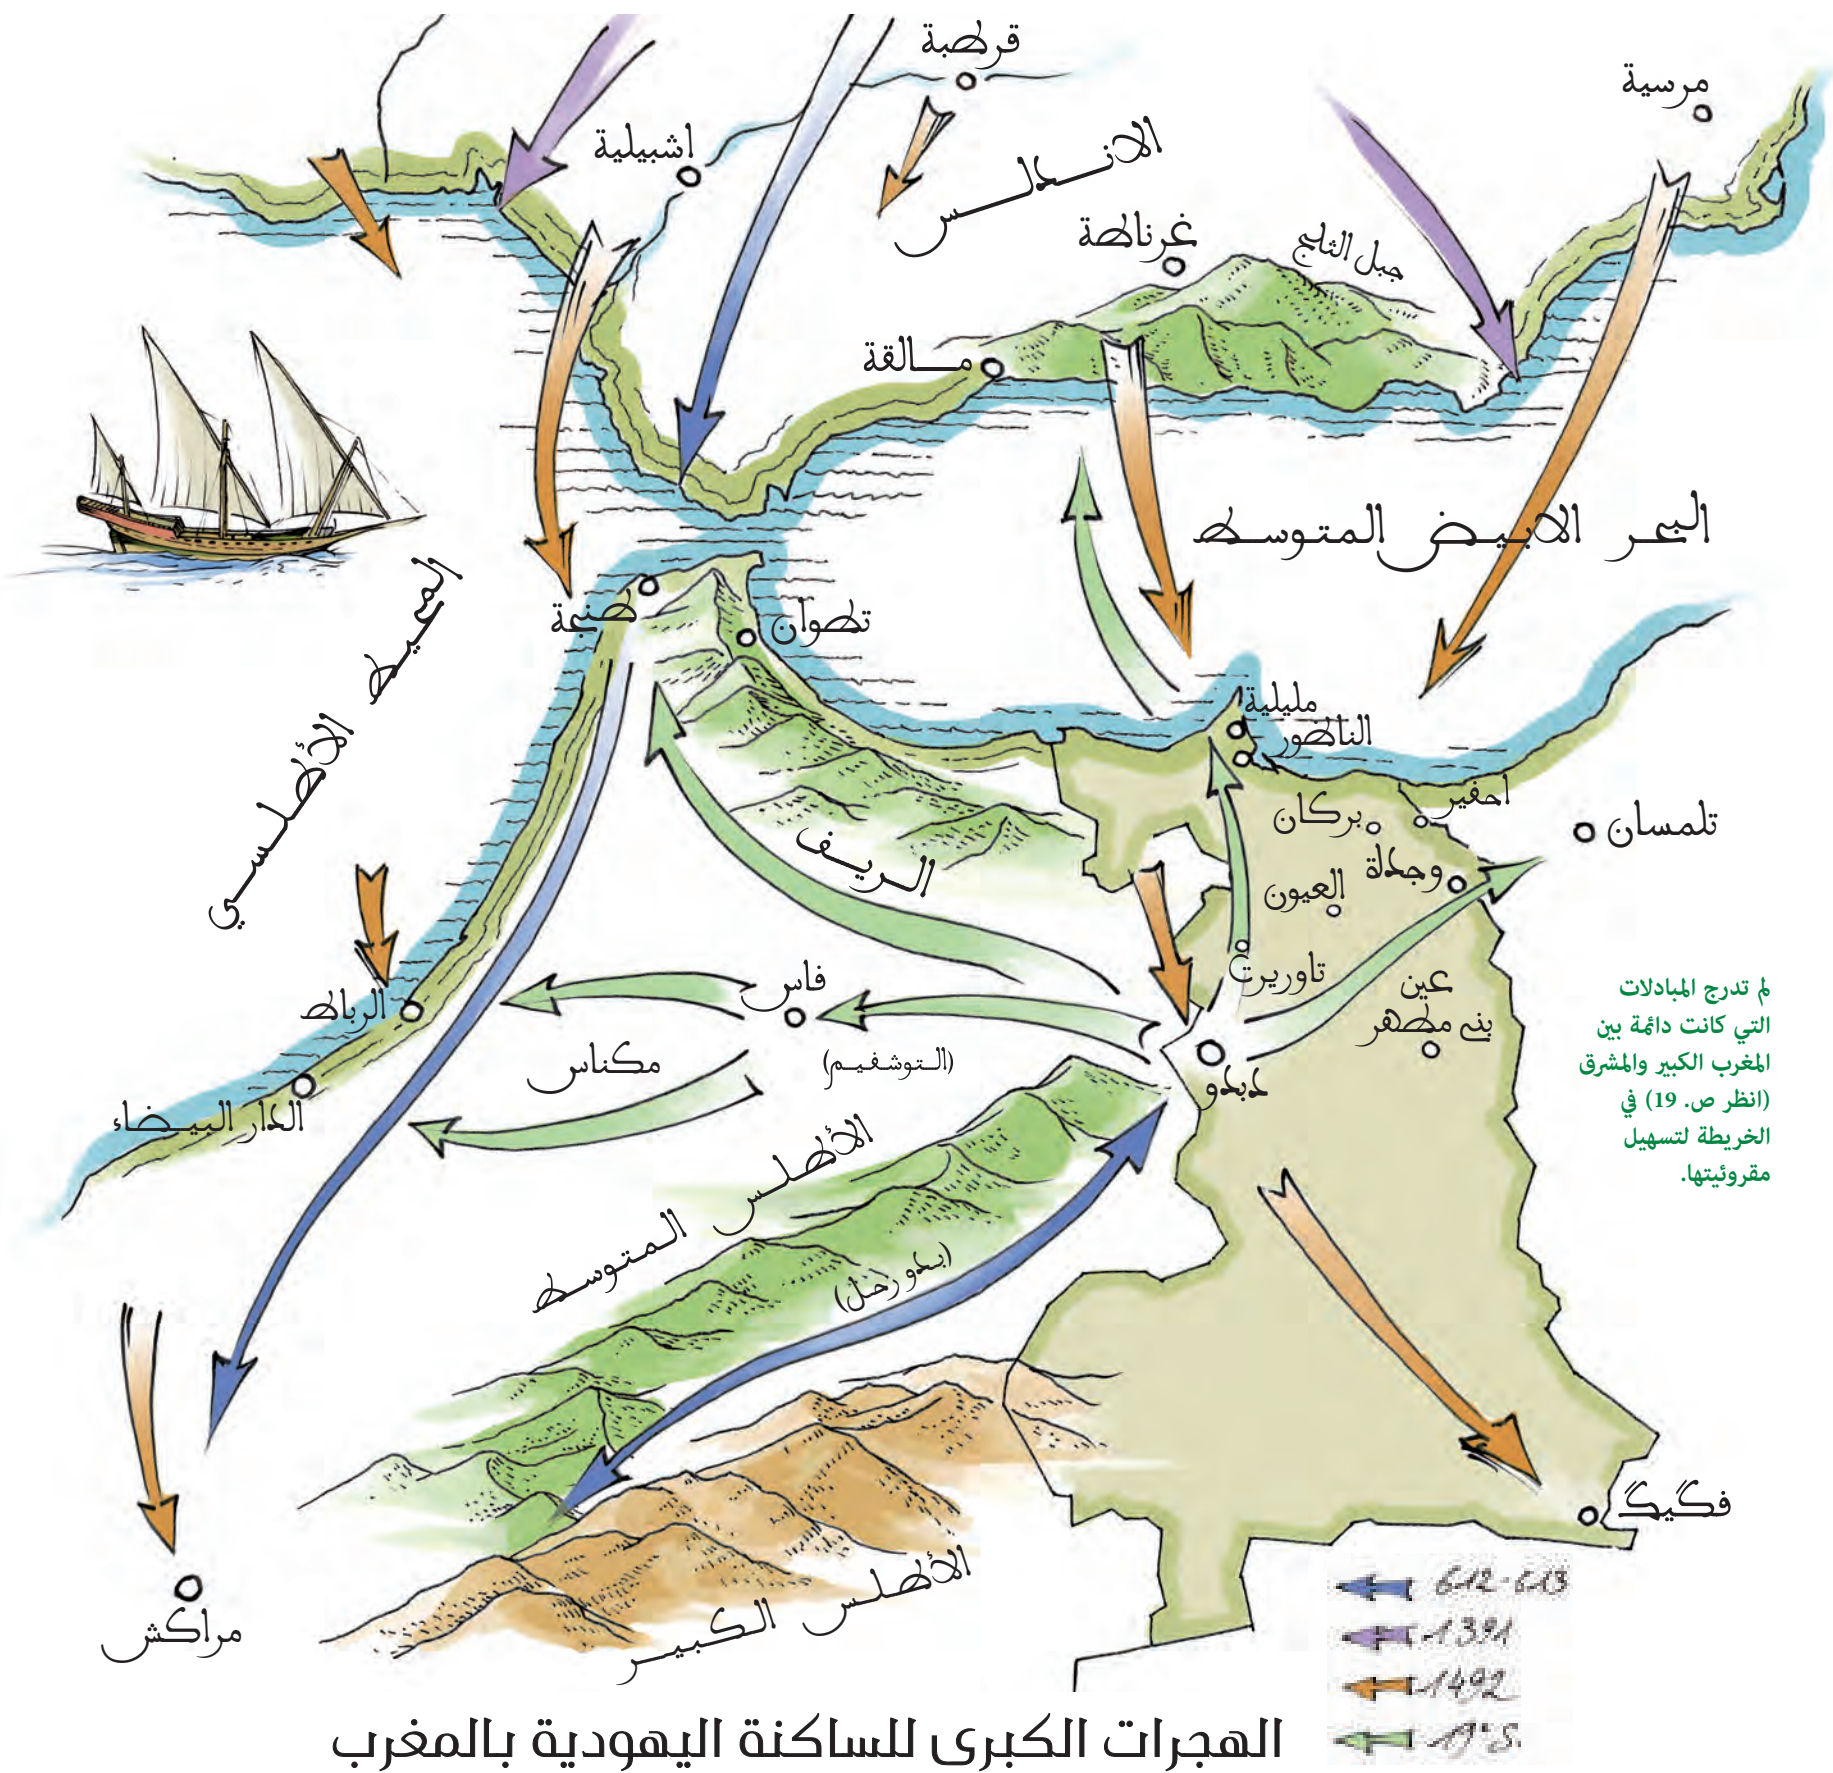 قرطبة
مرسية
اشبيلية
الاندلس
غرناطة
جبل الثلج
مالقة
البحر الابيض المتوسط
المحيط الأطلسي
طنجة
تطوان
مليلية
الناظور
احفير
بركان
تلمسان
وجدة
العيون
الريف
تاوريرت
فاس
(التوشفيم)
عين
بني مطهر
الرباط
مكناس
دبدو
الدار البيضاء
لم تدرج المبادلات
التي كانت دائمة بين
المغرب الكبير والمشرق
(انظر ص. 19) في
الخريطة لتسهيل
مقروئيتها.
الأطلس المتوسط
(بدو رحل)
فگيگ
الأطلس الكبير
مراكش
612-613
1391
1492
19°S.
الهجرات الكبرى للساكنة اليهودية بالمغرب